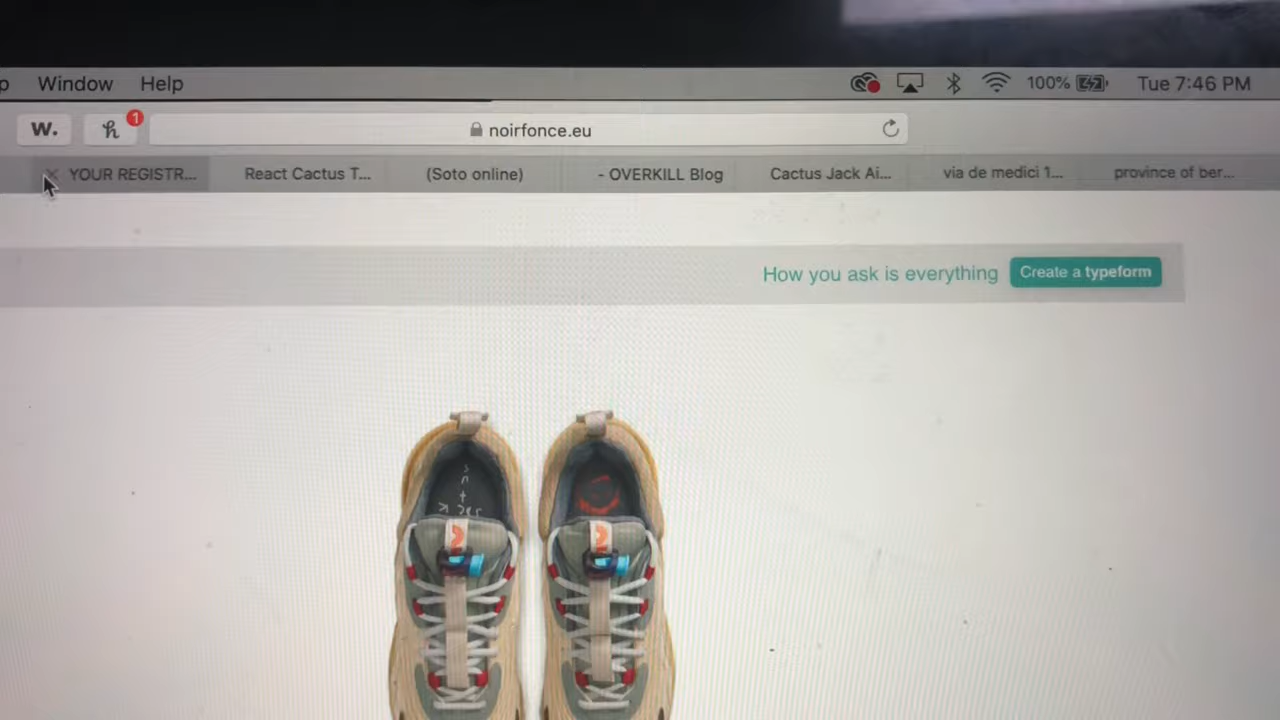 Window Help 100% Tue 7:46 PM
W. h 1 noirfonce.eu
YOUR REGISTR... React Cactus T... (Soto online) - OVERKILL Blog Cactus Jack Ai... via de medici 1... province of ber...
How you ask is everything Create a typeform